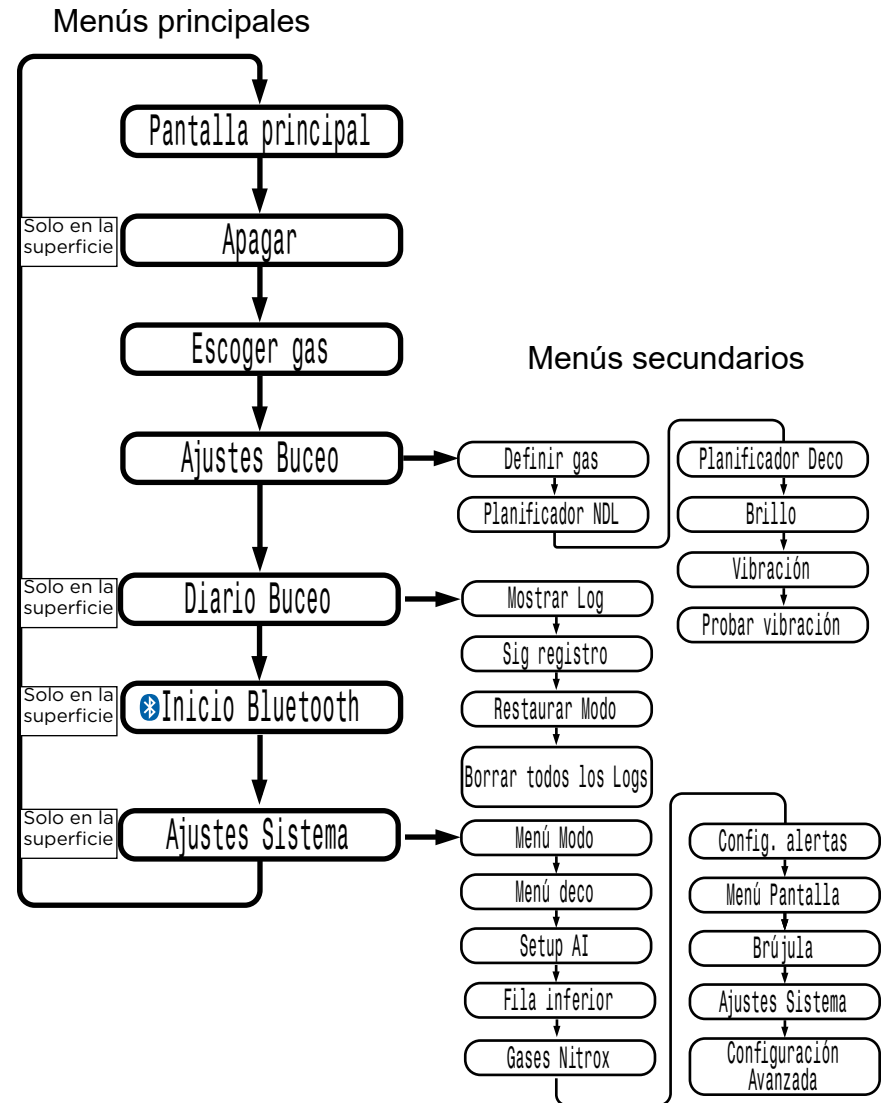 Menús principales
Pantalla principal
Solo en la
superficie
Apagar
Escoger gas
Menús secundarios
Ajustes Buceo
Definir gas
Planificador NDL
Planificador Deco
Brillo
Vibración
Probar vibración
Solo en la
superficie
Diario Buceo
Mostrar Log
Sig registro
Restaurar Modo
Borrar todos los Logs
Solo en la
superficie
Inicio Bluetooth
Solo en la
superficie
Ajustes Sistema
Menú Modo
Menú deco
Setup AI
Fila inferior
Gases Nitrox
Config. alertas
Menú Pantalla
Brújula
Ajustes Sistema
Configuración
Avanzada